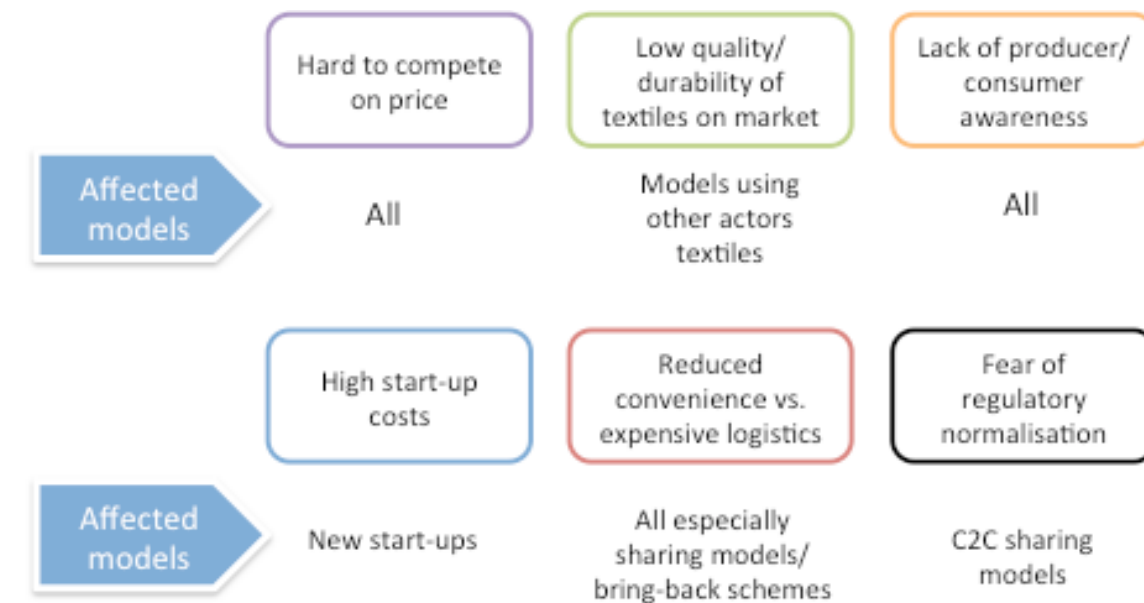 Hard to compete
on price
Low quality/
durability of
textiles on market
Lack of producer/
consumer
awareness
Affected
models
All
Models using
other actors
textiles
All
High start-up
costs
Reduced
convenience vs.
expensive logistics
Fear of
regulatory
normalisation
Affected
models
New start-ups
All especially
sharing models/
bring-back schemes
C2C sharing
models